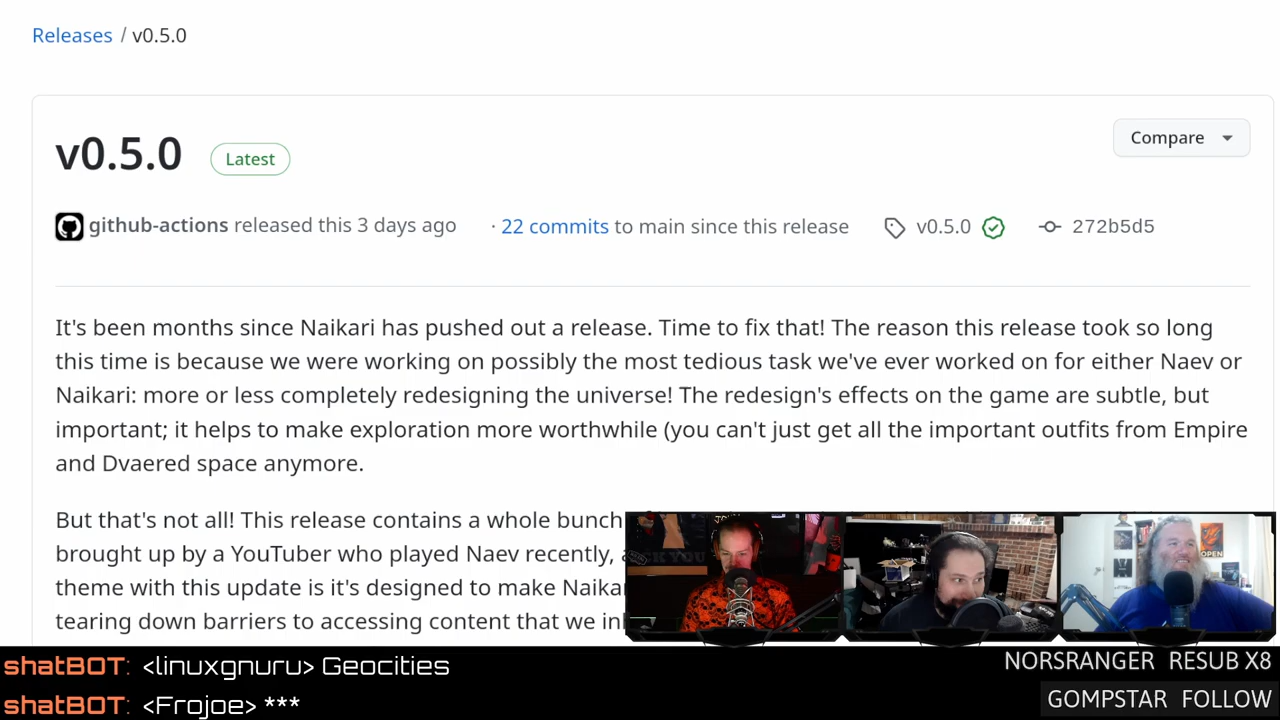 Releases / v0.5.0
v0.5.0 Latest Compare
github-actions released this 3 days ago · 22 commits to main since this release v0.5.0 272b5d5
It's been months since Naikari has pushed out a release. Time to fix that! The reason this release took so long
this time is because we were working on possibly the most tedious task we've ever worked on for either Naev or
Naikari: more or less completely redesigning the universe! The redesign's effects on the game are subtle, but
important; it helps to make exploration more worthwhile (you can't just get all the important outfits from Empire
and Dvaered space anymore.
But that's not all! This release contains a whole bunch
brought up by a YouTuber who played Naev recently,
theme with this update is it's designed to make Naikar
tearing down barriers to accessing content that we in
OPEN
shatBOT: <linuxgnuru> Geocities
NORSRANGER RESUB X8
shatBOT: <Frojoe> ***
GOMPSTAR FOLLOW